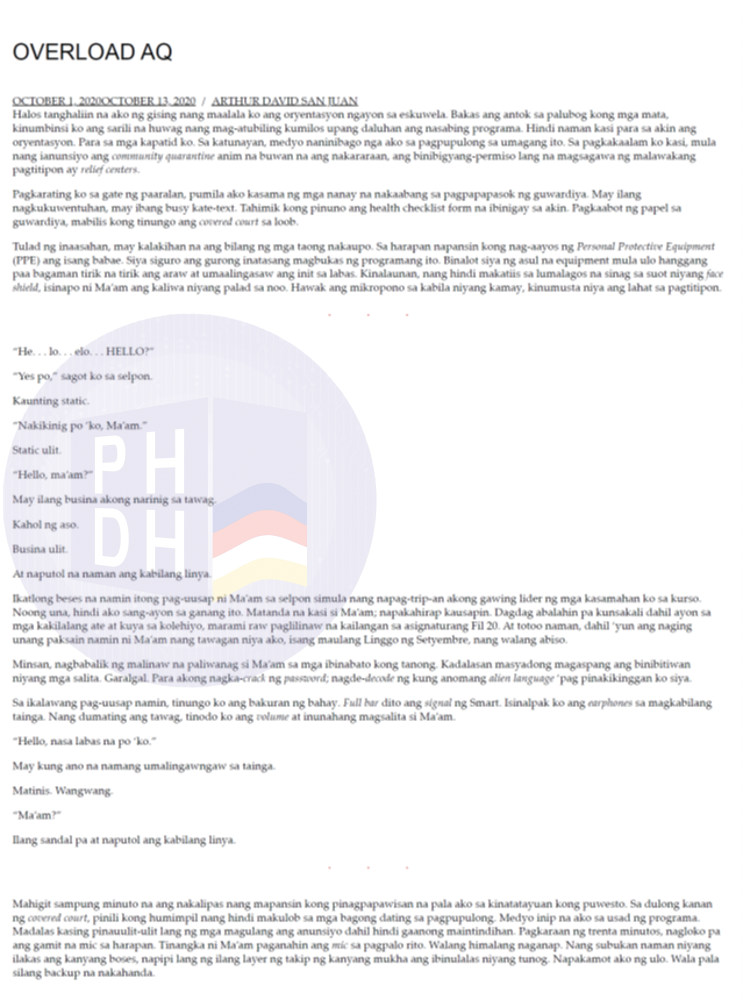 OVERLOAD AQ
OCTOBER 1, 2020OCTOBER 13, 2020 / ARTHUR DAVID SAN JUAN
Halos tanghaliin na ako ng gising nang maalala ko ang oryentasyon ngayon sa eskuwela. Bakas ang antok sa palubog kong mga mata,
kinumbinsi ko ang sarili na huwag nang mag-atubiling kumilos upang daluhan ang nasabing programa. Hindi naman kasi para sa akin ang
oryentasyon. Para sa mga kapatid ko. Sa katunayan, medyo naninibago nga ako sa pagpupulong sa umagang ito. Sa pagkakaalam ko kasi, mula
nang ianunsiyo ang community quarantine anim na buwan na ang nakararaan, ang binibigyang-permiso lang na magsagawa ng malawakang
pagtitipon ay relief centers.
Pagkarating ko sa gate ng paaralan, pumila ako kasama ng mga nanay na nakaabang sa pagpapapasok ng guwardiya. May ilang
nagkukuwentuhan, may ibang busy kate-text. Tahimik kong pinuno ang health checklist form na ibinigay sa akin. Pagkaabot ng papel sa
guwardiya, mabilis kong tinungo ang covered court sa loob.
Tulad ng inaasahan, may kalakihan na ang bilang ng mga taong nakaupo. Sa harapan napansin kong nag-aayos ng Personal Protective Equipment
(PPE) ang isang babae. Siya siguro ang gurong inatasang magbukas ng programang ito. Binalot siya ng asul na equipment mula ulo hanggang
paa bagaman tirik na tirik ang araw at umaalingasaw ang init sa labas. Kinalaunan, nang hindi makatiis sa lumalagos na sinag sa suot niyang face
shield, isinapo ni Ma'am ang kaliwa niyang palad sa noo. Hawak ang mikropono sa kabila niyang kamay, kinumusta niya ang lahat sa pagtitipon.
. . .
"He. . . lo. . . elo. . . HELLO?"
"Yes po," sagot ko sa selpon.
Kaunting static.
"Nakikinig po 'ko, Ma'am."
Static ulit.
"Hello, ma'am?"
May ilang busina akong narinig sa tawag.
Kahol ng aso.
Busina ulit.
At naputol na naman ang kabilang linya.
PH
DH
Ikatlong beses na namin itong pag-uusap ni Ma'am sa selpon simula nang napag-trip-an akong gawing lider ng mga kasamahan ko sa kurso.
Noong una, hindi ako sang-ayon sa ganang ito. Matanda na kasi si Ma'am; napakahirap kausapin. Dagdag abalahin pa kunsakali dahil ayon sa
mga kakilalang ate at kuya sa kolehiyo, marami raw paglilinaw na kailangan sa asignaturang Fil 20. At totoo naman, dahil 'yun ang naging
unang paksain namin ni Ma'am nang tawagan niya ako, isang maulang Linggo ng Setyembre, nang walang abiso.
Minsan, nagbabalik ng malinaw na paliwanag si Ma'am sa mga ibinabato kong tanong. Kadalasan masyadong magaspang ang binibitiwan
niyang mga salita. Garalgal. Para akong nagka-crack ng password; nagde-decode ng kung anomang alien language 'pag pinakikinggan ko siya.
Sa ikalawang pag-uusap namin, tinungo ko ang bakuran ng bahay. Full bar dito ang signal ng Smart. Isinalpak ko ang earphones sa magkabilang
tainga. Nang dumating ang tawag, tinodo ko ang volume at inunahang magsalita si Ma'am.
"Hello, nasa labas na po 'ko."
May kung ano na namang umalingawngaw sa tainga.
Matinis. Wangwang.
"Ma'am?"
Ilang sandal pa at naputol ang kabilang linya.
. . .
Mahigit sampung minuto na ang nakalipas nang mapansin kong pinagpapawisan na pala ako sa kinatatayuan kong puwesto. Sa dulong kanan
ng covered court, pinili kong humimpil nang hindi makulob sa mga bagong dating sa pagpupulong. Medyo inip na ako sa usad ng programa.
Madalas kasing pinauulit-ulit lang ng mga magulang ang anunsiyo dahil hindi gaanong maintindihan. Pagkaraan ng trenta minutos, nagloko pa
ang gamit na mic sa harapan. Tinangka ni Ma'am paganahin ang mic sa pagpalo rito. Walang himalang naganap. Nang subukan naman niyang
ilakas ang kanyang boses, napipi lang ng ilang layer ng takip ng kanyang mukha ang ibinulalas niyang tunog. Napakamot ako ng ulo. Wala pala
silang backup na nakahanda.